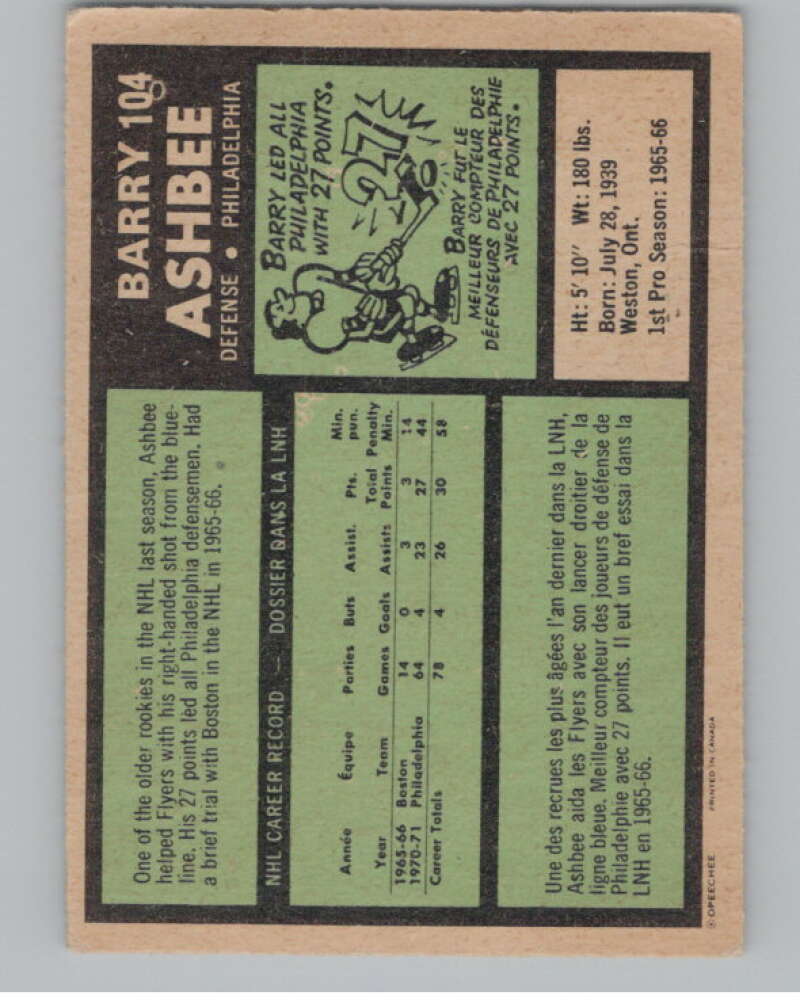 BARRY 104
ASHBEE
DEFENSE • PHILADELPHIA
One of the older rookies in the NHL last season, Ashbee
helped Flyers with his right-handed shot from the blue-
line. His 27 points led all Philadelphia defensemen. Had
a brief trial with Boston in the NHL in 1965-66.
BARRY LED ALL
PHILADELPHIA
WITH 27 POINTS.
27
BARRY FUT LE
MEILLEUR COMPTEUR DES
DÉFENSEURS DE PHILADELPHIE
AVEC 27 POINTS.
Ht: 5' 10" Wt: 180 lbs.
Born: July 28, 1939
Weston, Ont.
1st Pro Season: 1965-66
NHL CAREER RECORD — DOSSIER DANS LA LNH
Année Équipe Parties Buts Assist. Pts. Min. pun.
Year Team Games Goals Assists Total Points Penalty Min.
1965-66 Boston 14 0 3 3 14
1970-71 Philadelphia 64 4 23 27 44
Career Totals 78 4 26 30 58
Une des recrues les plus âgées l'an dernier dans la LNH,
Ashbee aida les Flyers avec son lancer droitier de la
ligne bleue. Meilleur compteur des joueurs de défense de
Philadelphie avec 27 points. Il eut un bref essai dans la
LNH en 1965-66.
© OPEECHEE PRINTED IN CANADA